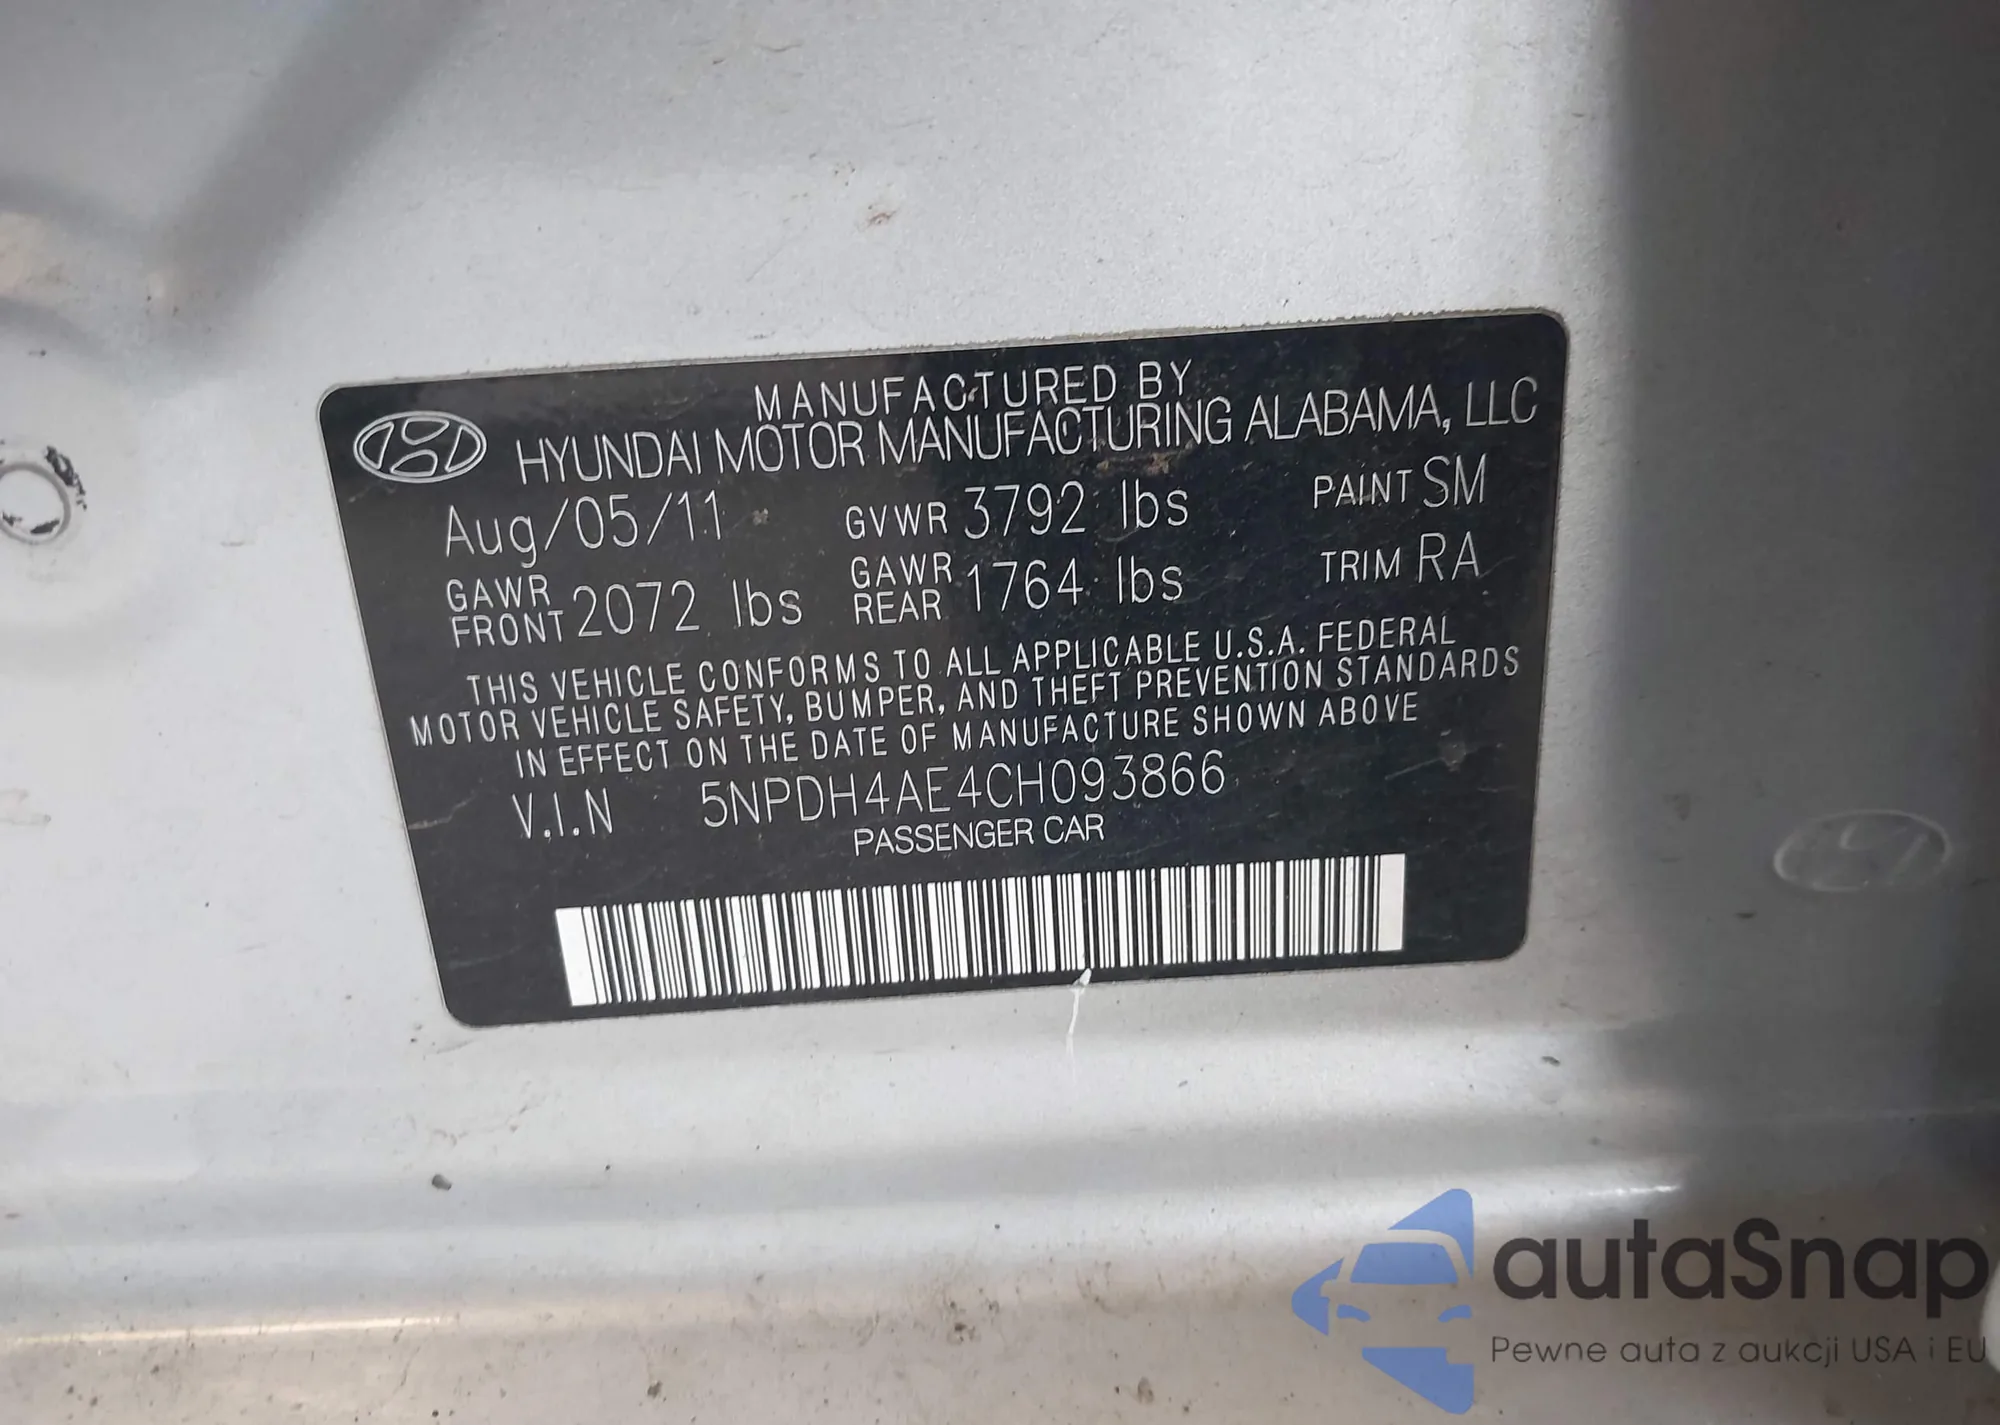 MANUFACTURED BY
HYUNDAI MOTOR MANUFACTURING ALABAMA, LLC
Aug/05/11 GVWR 3792 lbs PAINT SM
GAWR FRONT 2072 lbs GAWR REAR 1764 lbs TRIM RA
THIS VEHICLE CONFORMS TO ALL APPLICABLE U.S.A. FEDERAL
MOTOR VEHICLE SAFETY, BUMPER, AND THEFT PREVENTION STANDARDS
IN EFFECT ON THE DATE OF MANUFACTURE SHOWN ABOVE
V.I.N 5NPDH4AE4CH093866
PASSENGER CAR
autaSnap
Pewne auta z aukcji USA i EU